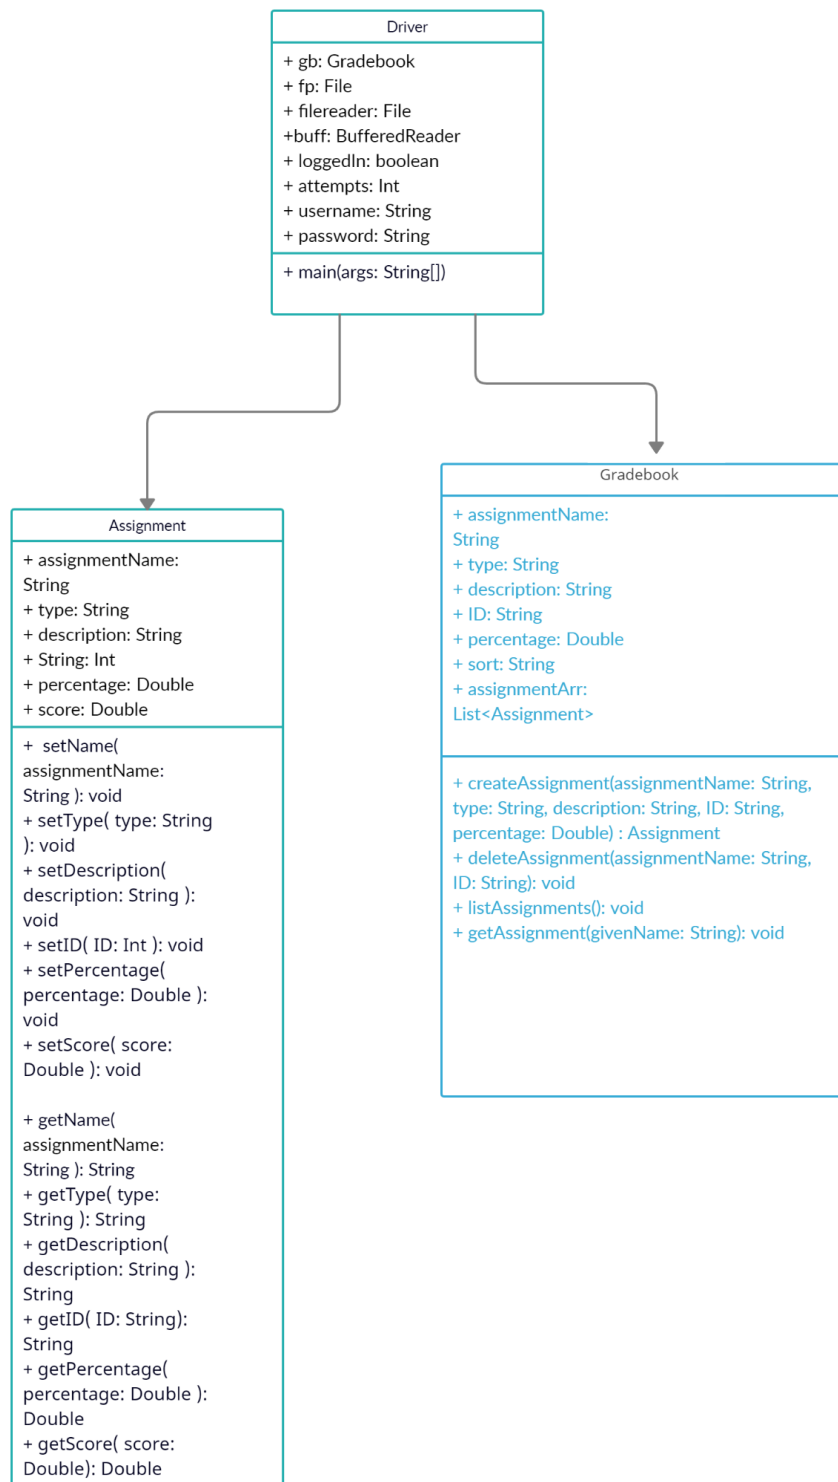 Driver
+ gb: Gradebook
+ fp: File
+ filereader: File
+buff: BufferedReader
+ loggedIn: boolean
+ attempts: Int
+ username: String
+ password: String
+ main(args: String[])
Assignment
+ assignmentName:
String
+ type: String
+ description: String
+ String: Int
+ percentage: Double
+ score: Double
+  setName(
assignmentName:
String ): void
+ setType( type: String
): void
+ setDescription(
description: String ):
void
+ setID( ID: Int ): void
+ setPercentage(
percentage: Double ):
void
+ setScore( score:
Double ): void
+ getName(
assignmentName:
String ): String
+ getType( type:
String ): String
+ getDescription(
description: String ):
String
+ getID( ID: String):
String
+ getPercentage(
percentage: Double ):
Double
+ getScore( score:
Double): Double
Gradebook
+ assignmentName:
String
+ type: String
+ description: String
+ ID: String
+ percentage: Double
+ sort: String
+ assignmentArr:
List<Assignment>
+ createAssignment(assignmentName: String,
type: String, description: String, ID: String,
percentage: Double) : Assignment
+ deleteAssignment(assignmentName: String,
ID: String): void
+ listAssignments(): void
+ getAssignment(givenName: String): void